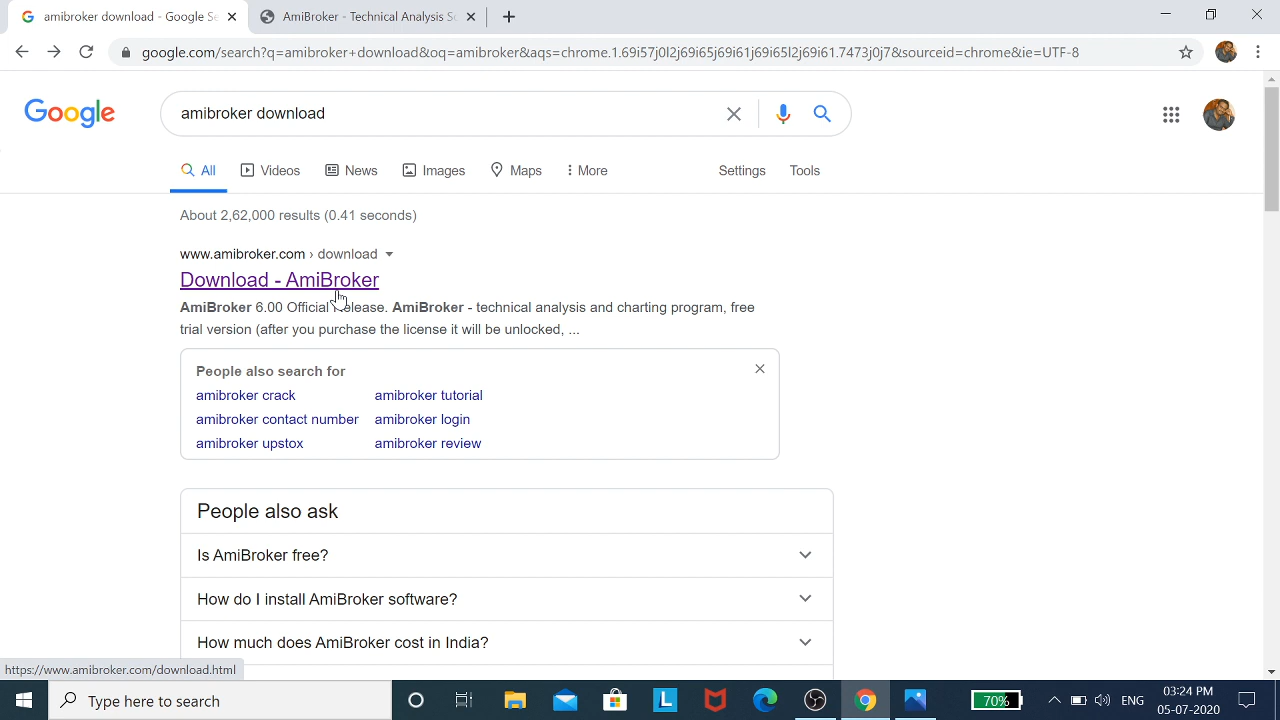 amibroker download - Google Se
AmiBroker - Technical Analysis So
google.com/search?q=amibroker+download&oq=amibroker&aqs=chrome.1.69i57j0l2j69i65j69i61j69i65l2j69i61.7473j0j7&sourceid=chrome&ie=UTF-8
Google
amibroker download
All
Videos
News
Images
Maps
More
Settings
Tools
About 2,62,000 results (0.41 seconds)
www.amibroker.com › download
Download - AmiBroker
AmiBroker 6.00 Official Release. AmiBroker - technical analysis and charting program, free
trial version (after you purchase the license it will be unlocked, ...
People also search for
amibroker crack
amibroker tutorial
amibroker contact number
amibroker login
amibroker upstox
amibroker review
People also ask
Is AmiBroker free?
How do I install AmiBroker software?
How much does AmiBroker cost in India?
https://www.amibroker.com/download.html
Type here to search
L
70%
ENG
03:24 PM
05-07-2020